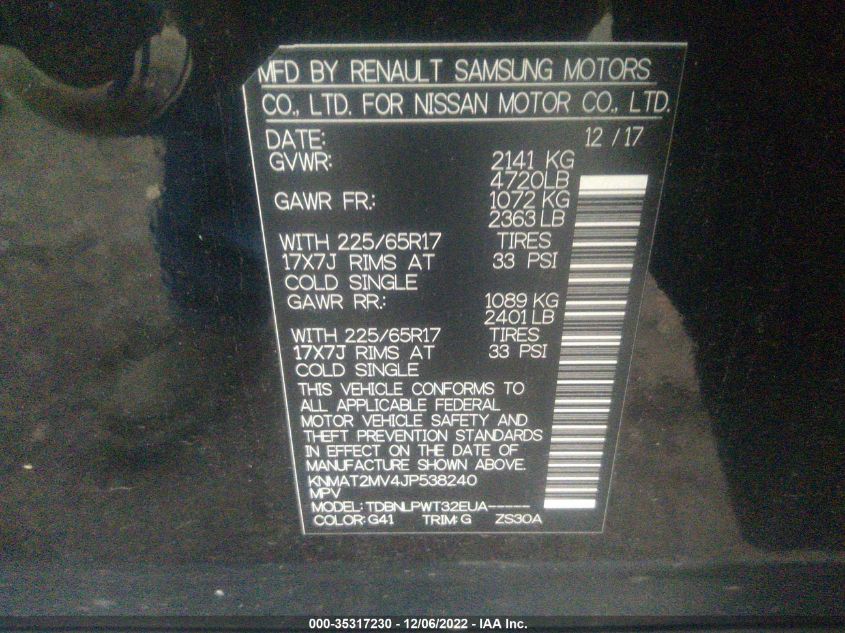 MFD BY RENAULT SAMSUNG MOTORS
CO., LTD. FOR NISSAN MOTOR CO., LTD.
DATE: 12 / 17
GVWR: 2141 KG
4720LB
GAWR FR.: 1072 KG
2363 LB
WITH 225/65R17 TIRES
17X7J RIMS AT 33 PSI
COLD SINGLE
GAWR RR.: 1089 KG
2401 LB
WITH 225/65R17 TIRES
17X7J RIMS AT 33 PSI
COLD SINGLE
THIS VEHICLE CONFORMS TO
ALL APPLICABLE FEDERAL
MOTOR VEHICLE SAFETY AND
THEFT PREVENTION STANDARDS
IN EFFECT ON THE DATE OF
MANUFACTURE SHOWN ABOVE.
KNMAT2MV4JP538240
MPV
MODEL: TDBNLPWT32EUA-----
COLOR: G41 TRIM: G ZS30A
000-35317230 - 12/06/2022 - IAA Inc.